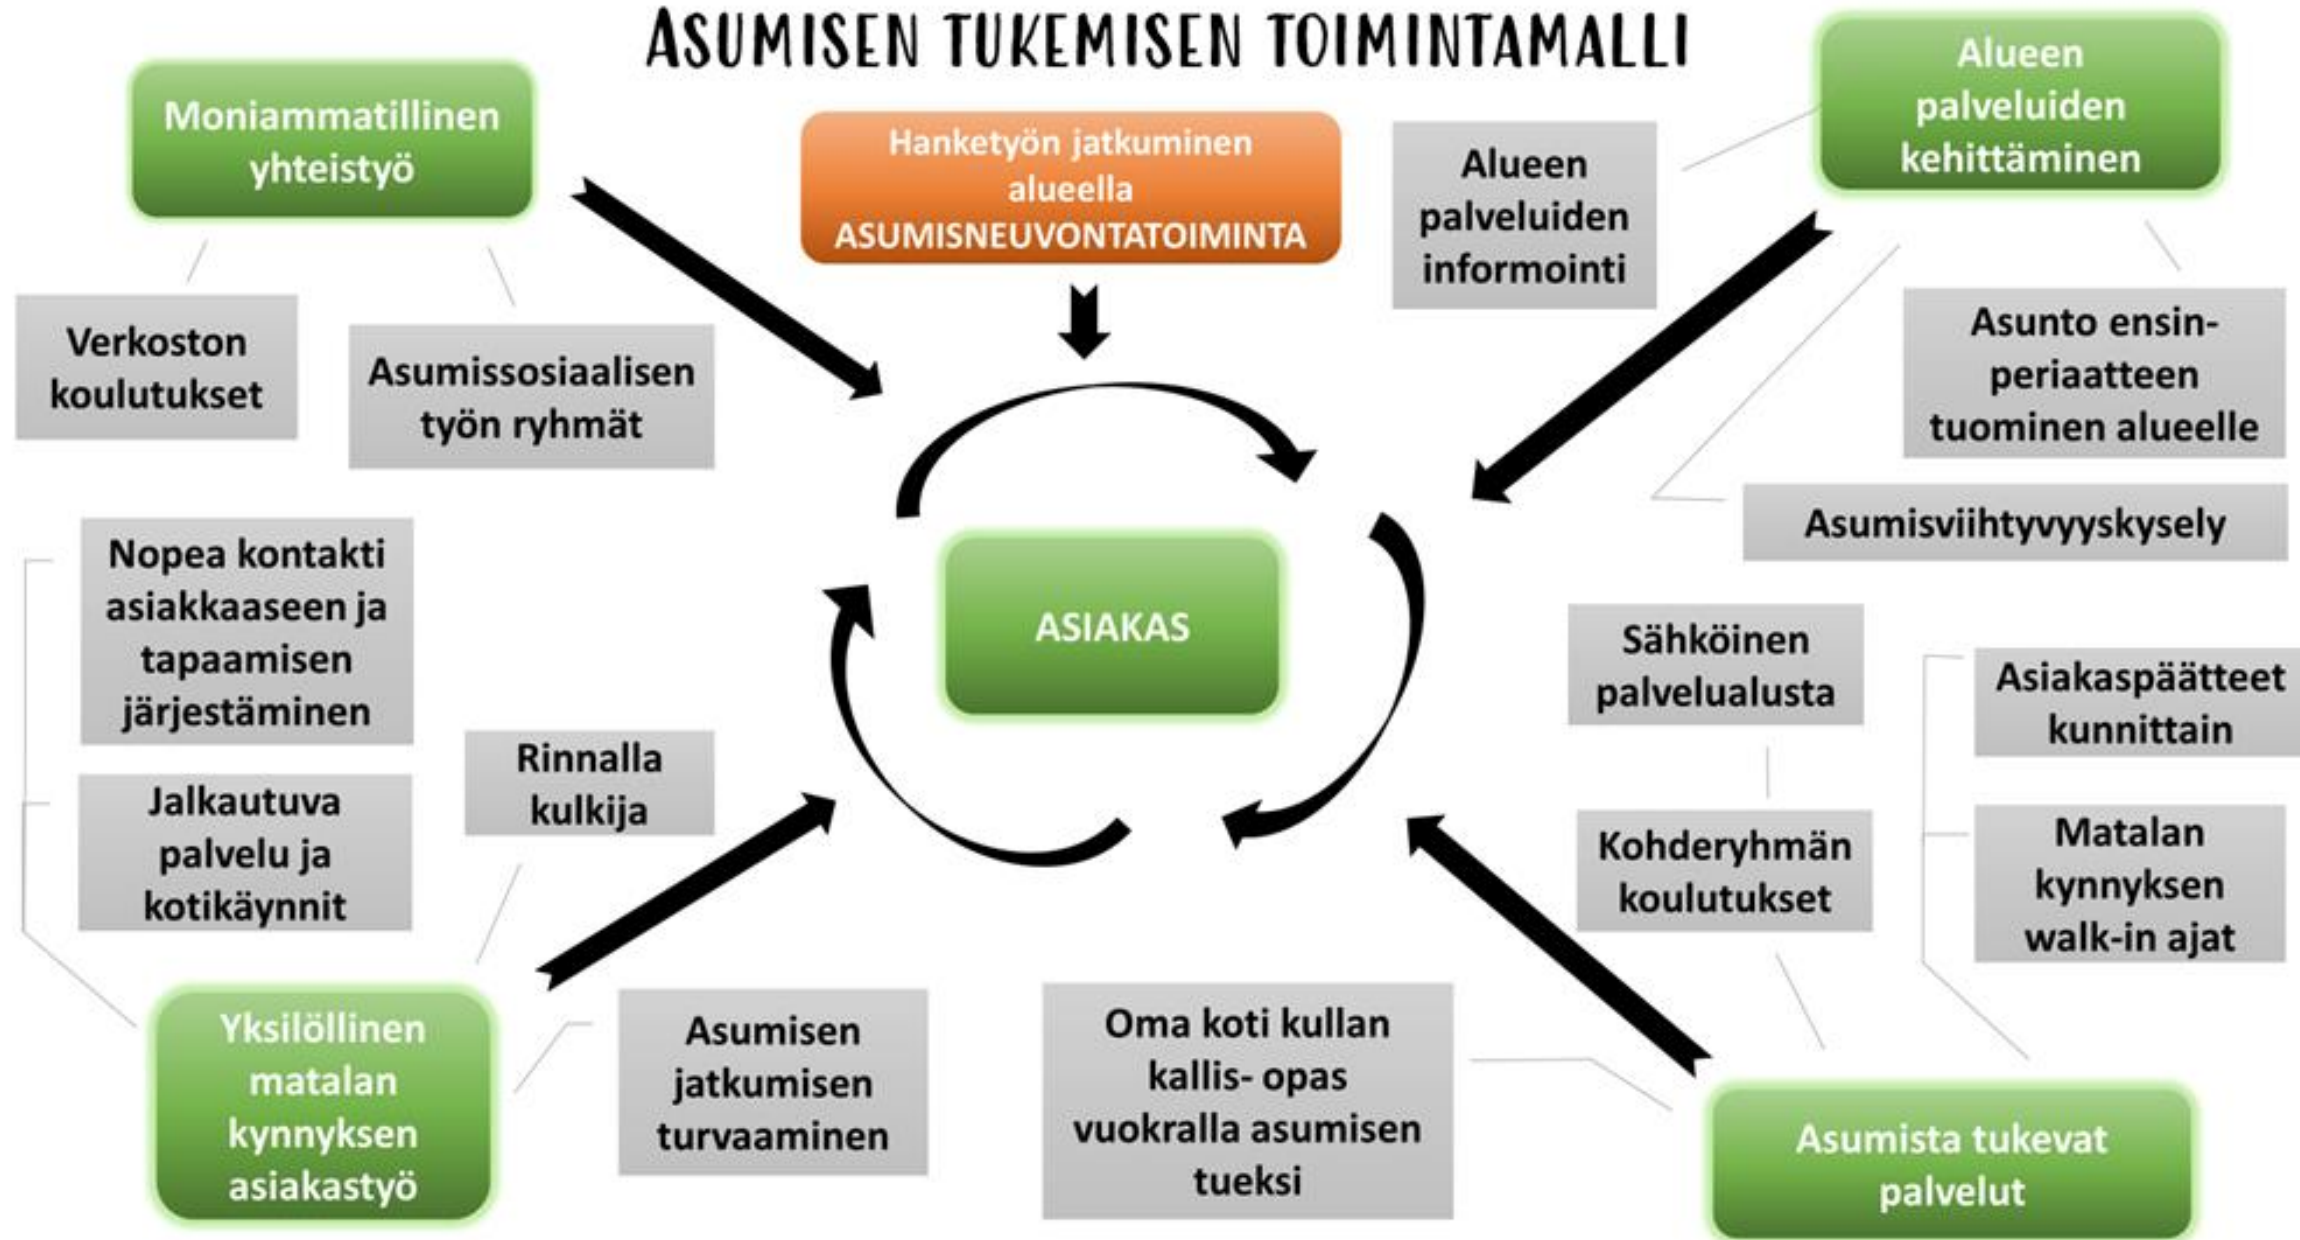 ASUMISEN TUKEMISEN TOIMINTAMALLI
Moniammatillinen
yhteistyö
Verkoston
koulutukset
Asumissosiaalisen
työn ryhmät
Hanketyön jatkuminen
alueella
ASUMISNEUVONTATOIMINTA
Alueen
palveluiden
kehittäminen
Alueen
palveluiden
informointi
Asunto ensin-
periaatteen
tuominen alueelle
Asumisviihtyvyyskysely
ASIAKAS
Nopea kontakti
asiakkaaseen ja
tapaamisen
järjestäminen
Jalkautuva
palvelu ja
kotikäynnit
Rinnalla
kulkija
Yksilöllinen
matalan
kynnyksen
asiakastyö
Asumisen
jatkumisen
turvaaminen
Sähköinen
palvelualusta
Kohderyhmän
koulutukset
Asiakaspäätteet
kunnittain
Matalan
kynnyksen
walk-in ajat
Oma koti kullan
kallis- opas
vuokralla asumisen
tueksi
Asumista tukevat
palvelut